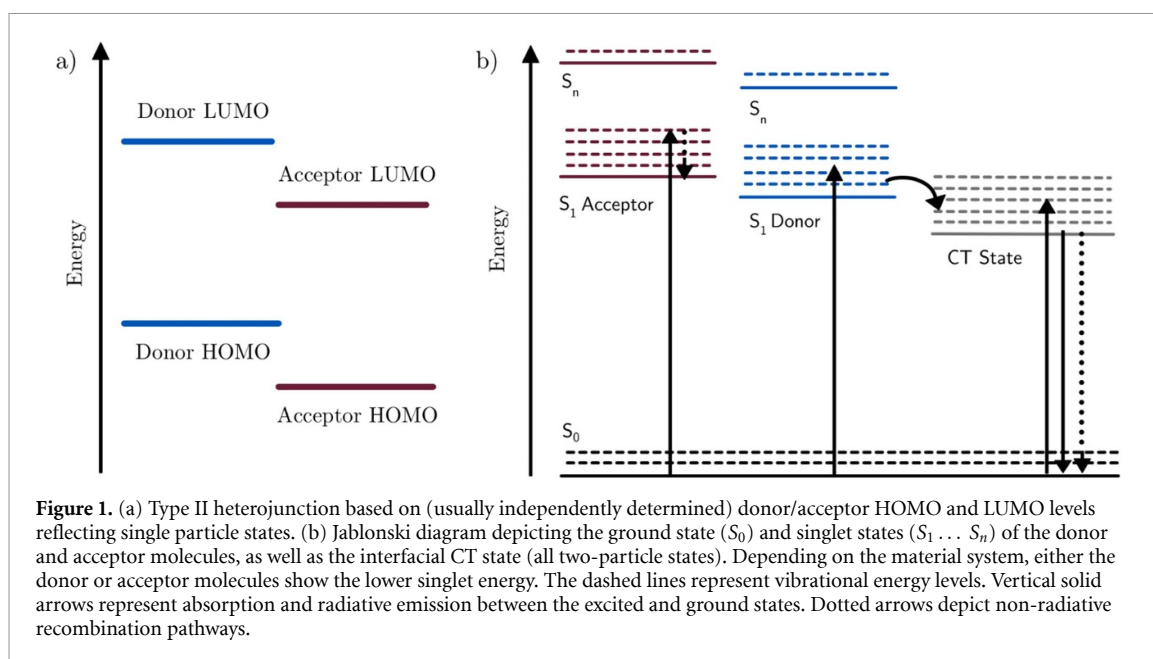 a)
Donor LUMO
Acceptor LUMO
Energy
Donor HOMO
Acceptor HOMO
b)
Sn
Sn
S1 Acceptor
S1 Donor
Energy
CT State
S0
Figure 1. (a) Type II heterojunction based on (usually independently determined) donor/acceptor HOMO and LUMO levels
reflecting single particle states. (b) Jablonski diagram depicting the ground state (S0) and singlet states (S1 … Sn) of the donor
and acceptor molecules, as well as the interfacial CT state (all two-particle states). Depending on the material system, either the
donor or acceptor molecules show the lower singlet energy. The dashed lines represent vibrational energy levels. Vertical solid
arrows represent absorption and radiative emission between the excited and ground states. Dotted arrows depict non-radiative
recombination pathways.